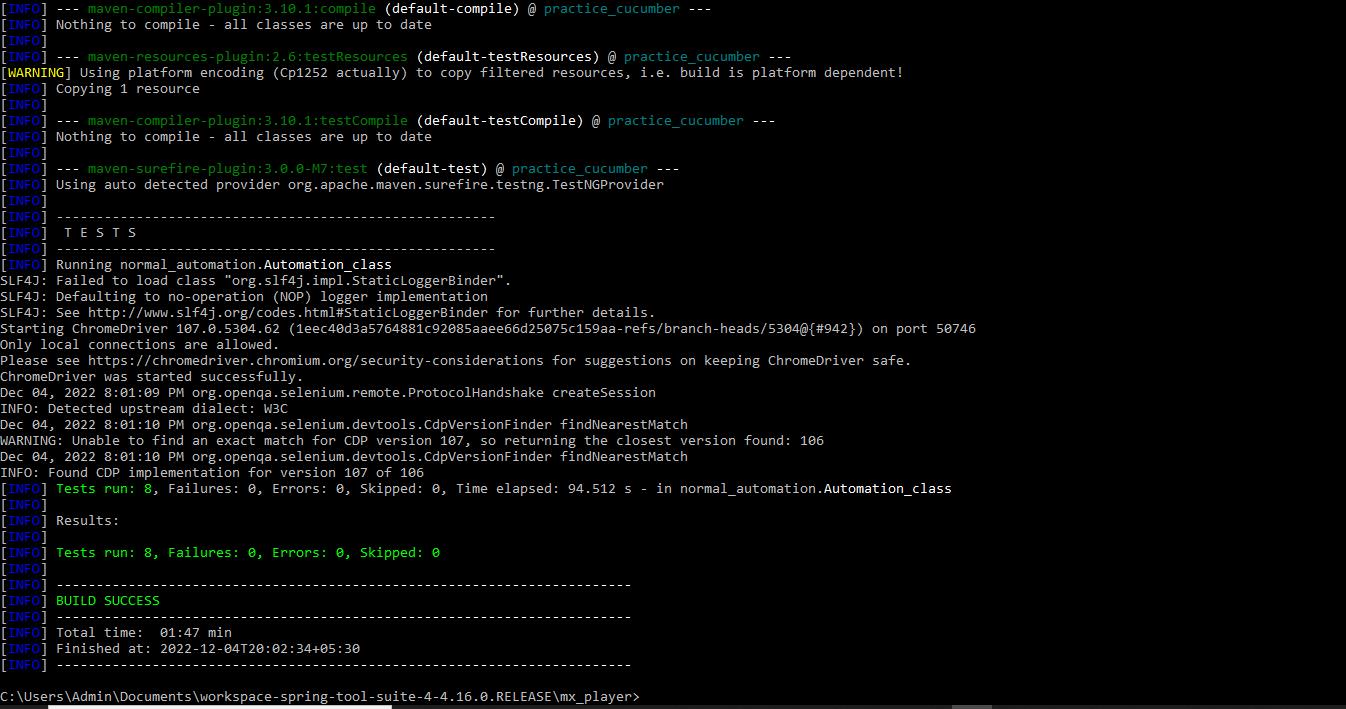 [INFO] --- maven-compiler-plugin:3.10.1:compile (default-compile) @ practice_cucumber ---
[INFO] Nothing to compile - all classes are up to date
[INFO]
[INFO] --- maven-resources-plugin:2.6:testResources (default-testResources) @ practice_cucumber ---
[WARNING] Using platform encoding (Cp1252 actually) to copy filtered resources, i.e. build is platform dependent!
[INFO] Copying 1 resource
[INFO]
[INFO] --- maven-compiler-plugin:3.10.1:testCompile (default-testCompile) @ practice_cucumber ---
[INFO] Nothing to compile - all classes are up to date
[INFO]
[INFO] --- maven-surefire-plugin:3.0.0-M7:test (default-test) @ practice_cucumber ---
[INFO] Using auto detected provider org.apache.maven.surefire.testng.TestNGProvider
[INFO]
[INFO] -------------------------------------------------------
[INFO]  T E S T S
[INFO] -------------------------------------------------------
[INFO] Running normal_automation.Automation_class
SLF4J: Failed to load class "org.slf4j.impl.StaticLoggerBinder".
SLF4J: Defaulting to no-operation (NOP) logger implementation
SLF4J: See http://www.slf4j.org/codes.html#StaticLoggerBinder for further details.
Starting ChromeDriver 107.0.5304.62 (1eec40d3a5764881c92085aaee66d25075c159aa-refs/branch-heads/5304@{#942}) on port 50746
Only local connections are allowed.
Please see https://chromedriver.chromium.org/security-considerations for suggestions on keeping ChromeDriver safe.
ChromeDriver was started successfully.
Dec 04, 2022 8:01:09 PM org.openqa.selenium.remote.ProtocolHandshake createSession
INFO: Detected upstream dialect: W3C
Dec 04, 2022 8:01:10 PM org.openqa.selenium.devtools.CdpVersionFinder findNearestMatch
WARNING: Unable to find an exact match for CDP version 107, so returning the closest version found: 106
Dec 04, 2022 8:01:10 PM org.openqa.selenium.devtools.CdpVersionFinder findNearestMatch
INFO: Found CDP implementation for version 107 of 106
[INFO] Tests run: 8, Failures: 0, Errors: 0, Skipped: 0, Time elapsed: 94.512 s - in normal_automation.Automation_class
[INFO]
[INFO] Results:
[INFO]
[INFO] Tests run: 8, Failures: 0, Errors: 0, Skipped: 0
[INFO]
[INFO] ------------------------------------------------------------------------
[INFO] BUILD SUCCESS
[INFO] ------------------------------------------------------------------------
[INFO] Total time:  01:47 min
[INFO] Finished at: 2022-12-04T20:02:34+05:30
[INFO] ------------------------------------------------------------------------
C:\Users\Admin\Documents\workspace-spring-tool-suite-4-4.16.0.RELEASE\mx_player>